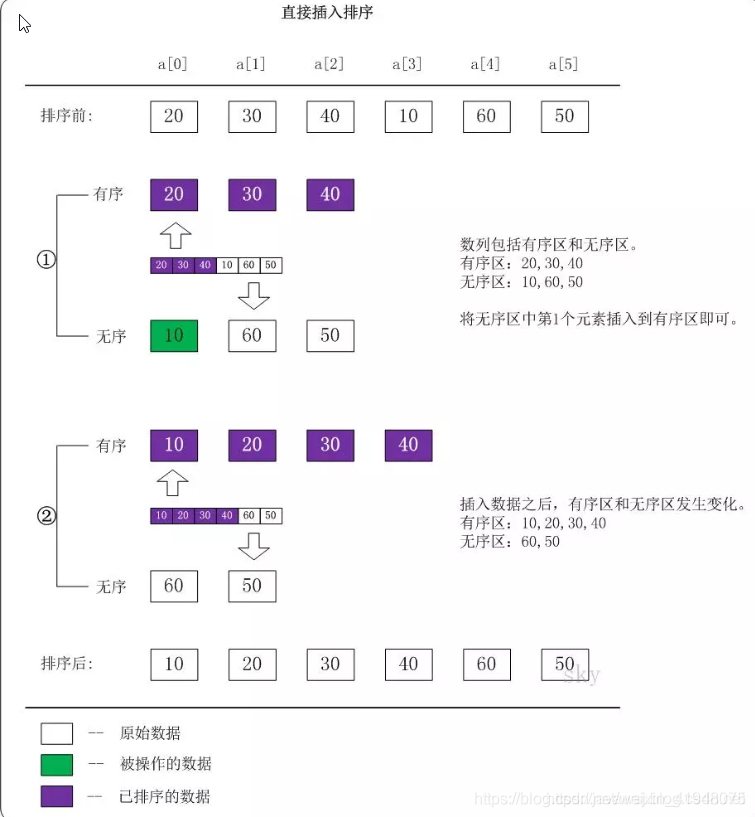 直接插入排序
a[0] a[1] a[2] a[3] a[4] a[5]
排序前: 20 30 40 10 60 50
有序 20 30 40
①
20 30 40 10 60 50
无序 10 60 50
数列包括有序区和无序区。
有序区: 20,30,40
无序区: 10,60,50
将无序区中第1个元素插入到有序区即可。
有序 10 20 30 40
②
10 20 30 40 60 50
无序 60 50
插入数据之后, 有序区和无序区发生变化。
有序区: 10,20,30,40
无序区: 60,50
排序后: 10 20 30 40 60 50
sky
-- 原始数据
-- 被操作的数据
-- 已排序的数据
https://blog.csdn.net/weixin_